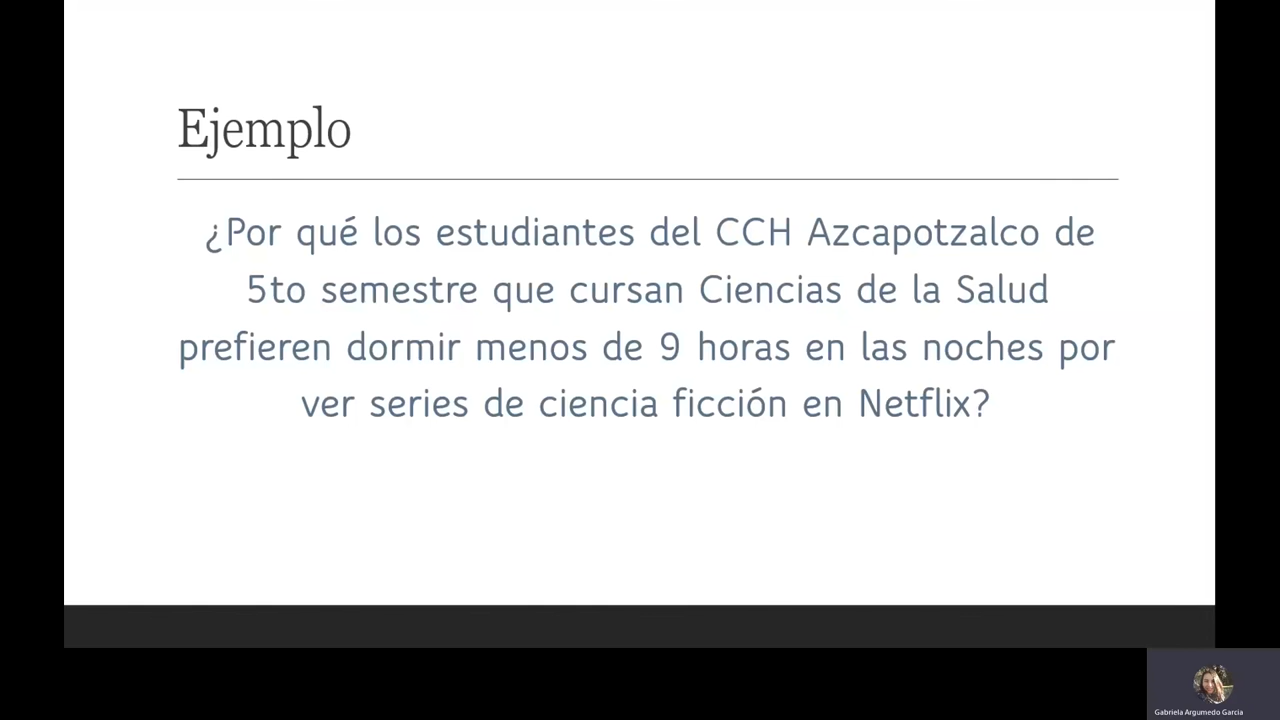 Ejemplo
¿Por qué los estudiantes del CCH Azcapotzalco de
5to semestre que cursan Ciencias de la Salud
prefieren dormir menos de 9 horas en las noches por
ver series de ciencia ficción en Netflix?
Gabriela Argumedo Garcia